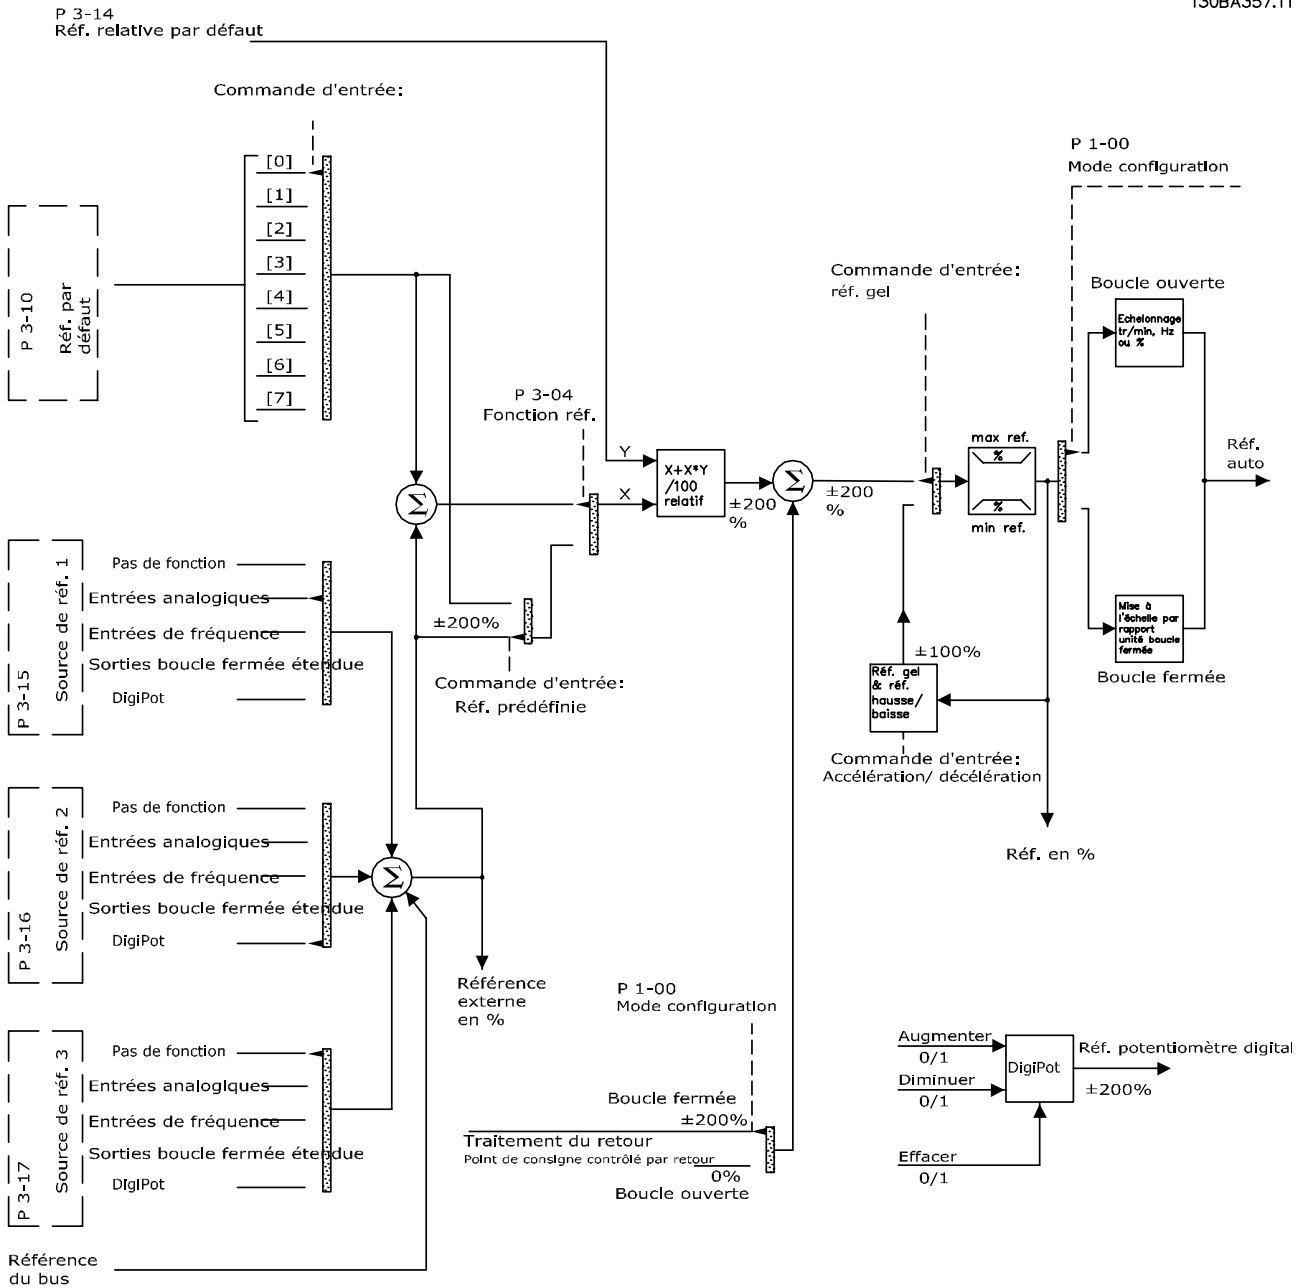 130BA357.11
P 3-14
Réf. relative par défaut
Commande d'entrée:
[0]
[1]
[2]
[3]
[4]
[5]
[6]
[7]
P 3-10
Réf. par
défaut
P 1-00
Mode configuration
Commande d'entrée:
réf. gel
Boucle ouverte
Echelonnage
tr/min, Hz
ou %
P 3-04
Fonction réf.
Y
X
X+X*Y
/100
relatif
±200
%
±200
%
max ref.
%
%
min ref.
Réf.
auto
Σ
Σ
P 3-15
Source de réf. 1
Pas de fonction
Entrées analogiques
Entrées de fréquence
Sorties boucle fermée étendue
DigiPot
±200%
Commande d'entrée:
Réf. prédéfinie
±100%
Réf. gel
& réf.
hausse/
baisse
Commande d'entrée:
Accélération/ décélération
Mise à
l'échelle par
rapport
unité boucle
fermée
Boucle fermée
Réf. en %
P 3-16
Source de réf. 2
Pas de fonction
Entrées analogiques
Entrées de fréquence
Sorties boucle fermée étendue
DigiPot
Σ
Référence
externe
en %
P 1-00
Mode configuration
P 3-17
Source de réf. 3
Pas de fonction
Entrées analogiques
Entrées de fréquence
Sorties boucle fermée étendue
DigiPot
Boucle fermée
±200%
Traitement du retour
Point de consigne contrôlé par retour
0%
Boucle ouverte
Augmenter
0/1
Diminuer
0/1
Effacer
0/1
DigiPot
Réf. potentiomètre digital
±200%
Référence
du bus